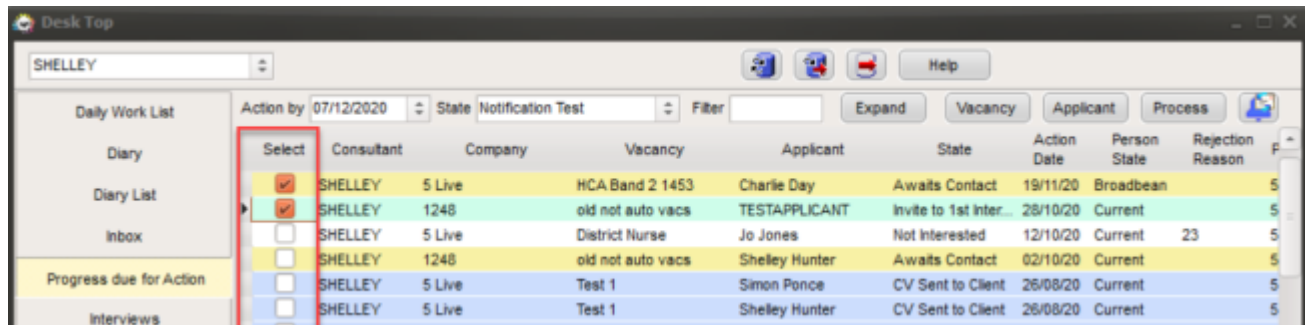 Desk Top
SHELLEY Help
Daily Work List
Diary
Diary List
Inbox
Progress due for Action
Interviews
Action by 07/12/2020 State Notification Test Filter Expand Vacancy Applicant Process
Select Consultant Company Vacancy Applicant State Action Date Person State Rejection Reason
SHELLEY 5 Live HCA Band 2 1453 Charlie Day Awaits Contact 19/11/20 Broadbean 5
SHELLEY 1248 old not auto vacs TESTAPPLICANT Invite to 1st Inter... 28/10/20 Current 5
SHELLEY 5 Live District Nurse Jo Jones Not Interested 12/10/20 Current 23 5
SHELLEY 1248 old not auto vacs Shelley Hunter Awaits Contact 02/10/20 Current 5
SHELLEY 5 Live Test 1 Simon Ponce CV Sent to Client 26/08/20 Current 5
SHELLEY 5 Live Test 1 Shelley Hunter CV Sent to Client 26/08/20 Current 5